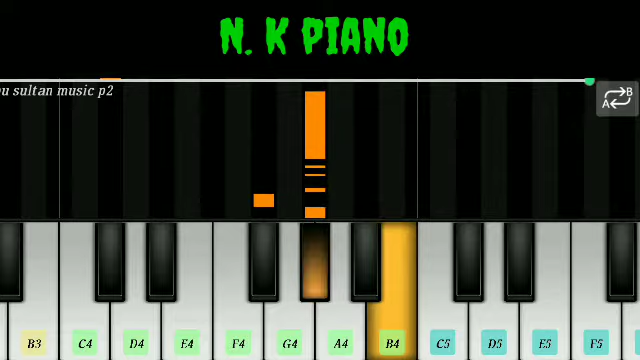 N. K PIANO
u sultan music p2
A B
B3 C4 D4 E4 F4 G4 A4 B4 C5 D5 E5 F5